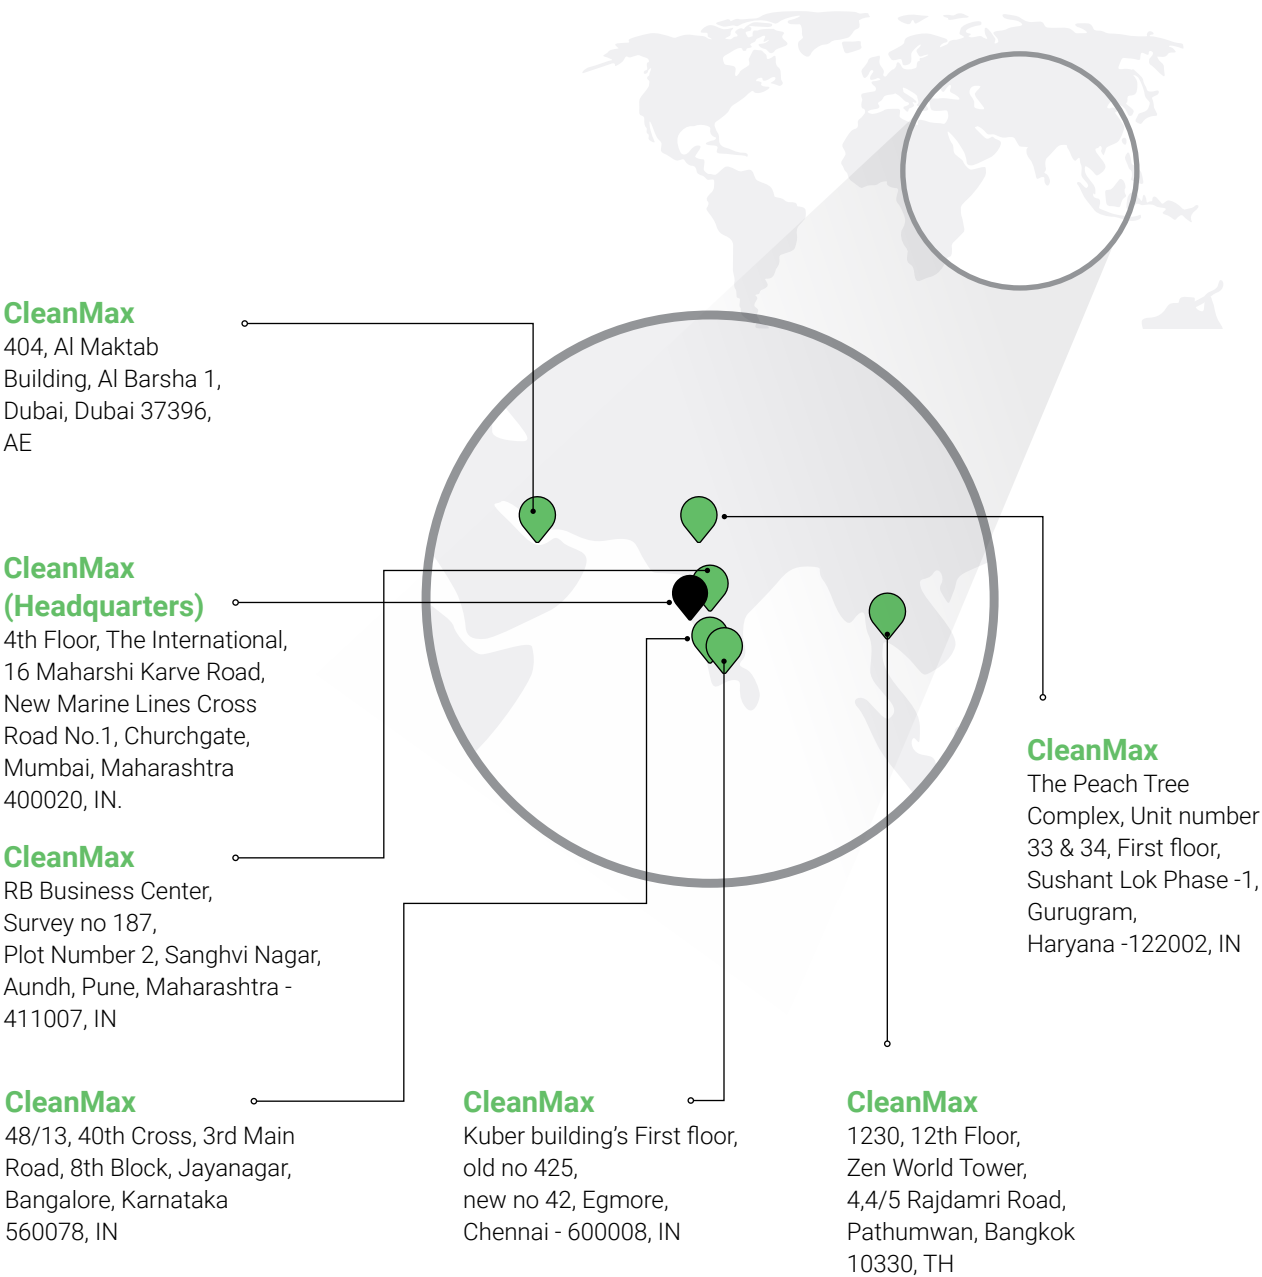 CleanMax
404, Al Maktab
Building, Al Barsha 1,
Dubai, Dubai 37396,
AE
CleanMax
(Headquarters)
4th Floor, The International,
16 Maharshi Karve Road,
New Marine Lines Cross
Road No.1, Churchgate,
Mumbai, Maharashtra
400020, IN.
CleanMax
RB Business Center,
Survey no 187,
Plot Number 2, Sanghvi Nagar,
Aundh, Pune, Maharashtra -
411007, IN
CleanMax
The Peach Tree
Complex, Unit number
33 & 34, First floor,
Sushant Lok Phase -1,
Gurugram,
Haryana -122002, IN
CleanMax
48/13, 40th Cross, 3rd Main
Road, 8th Block, Jayanagar,
Bangalore, Karnataka
560078, IN
CleanMax
Kuber building’s First floor,
old no 425,
new no 42, Egmore,
Chennai - 600008, IN
CleanMax
1230, 12th Floor,
Zen World Tower,
4,4/5 Rajdamri Road,
Pathumwan, Bangkok
10330, TH